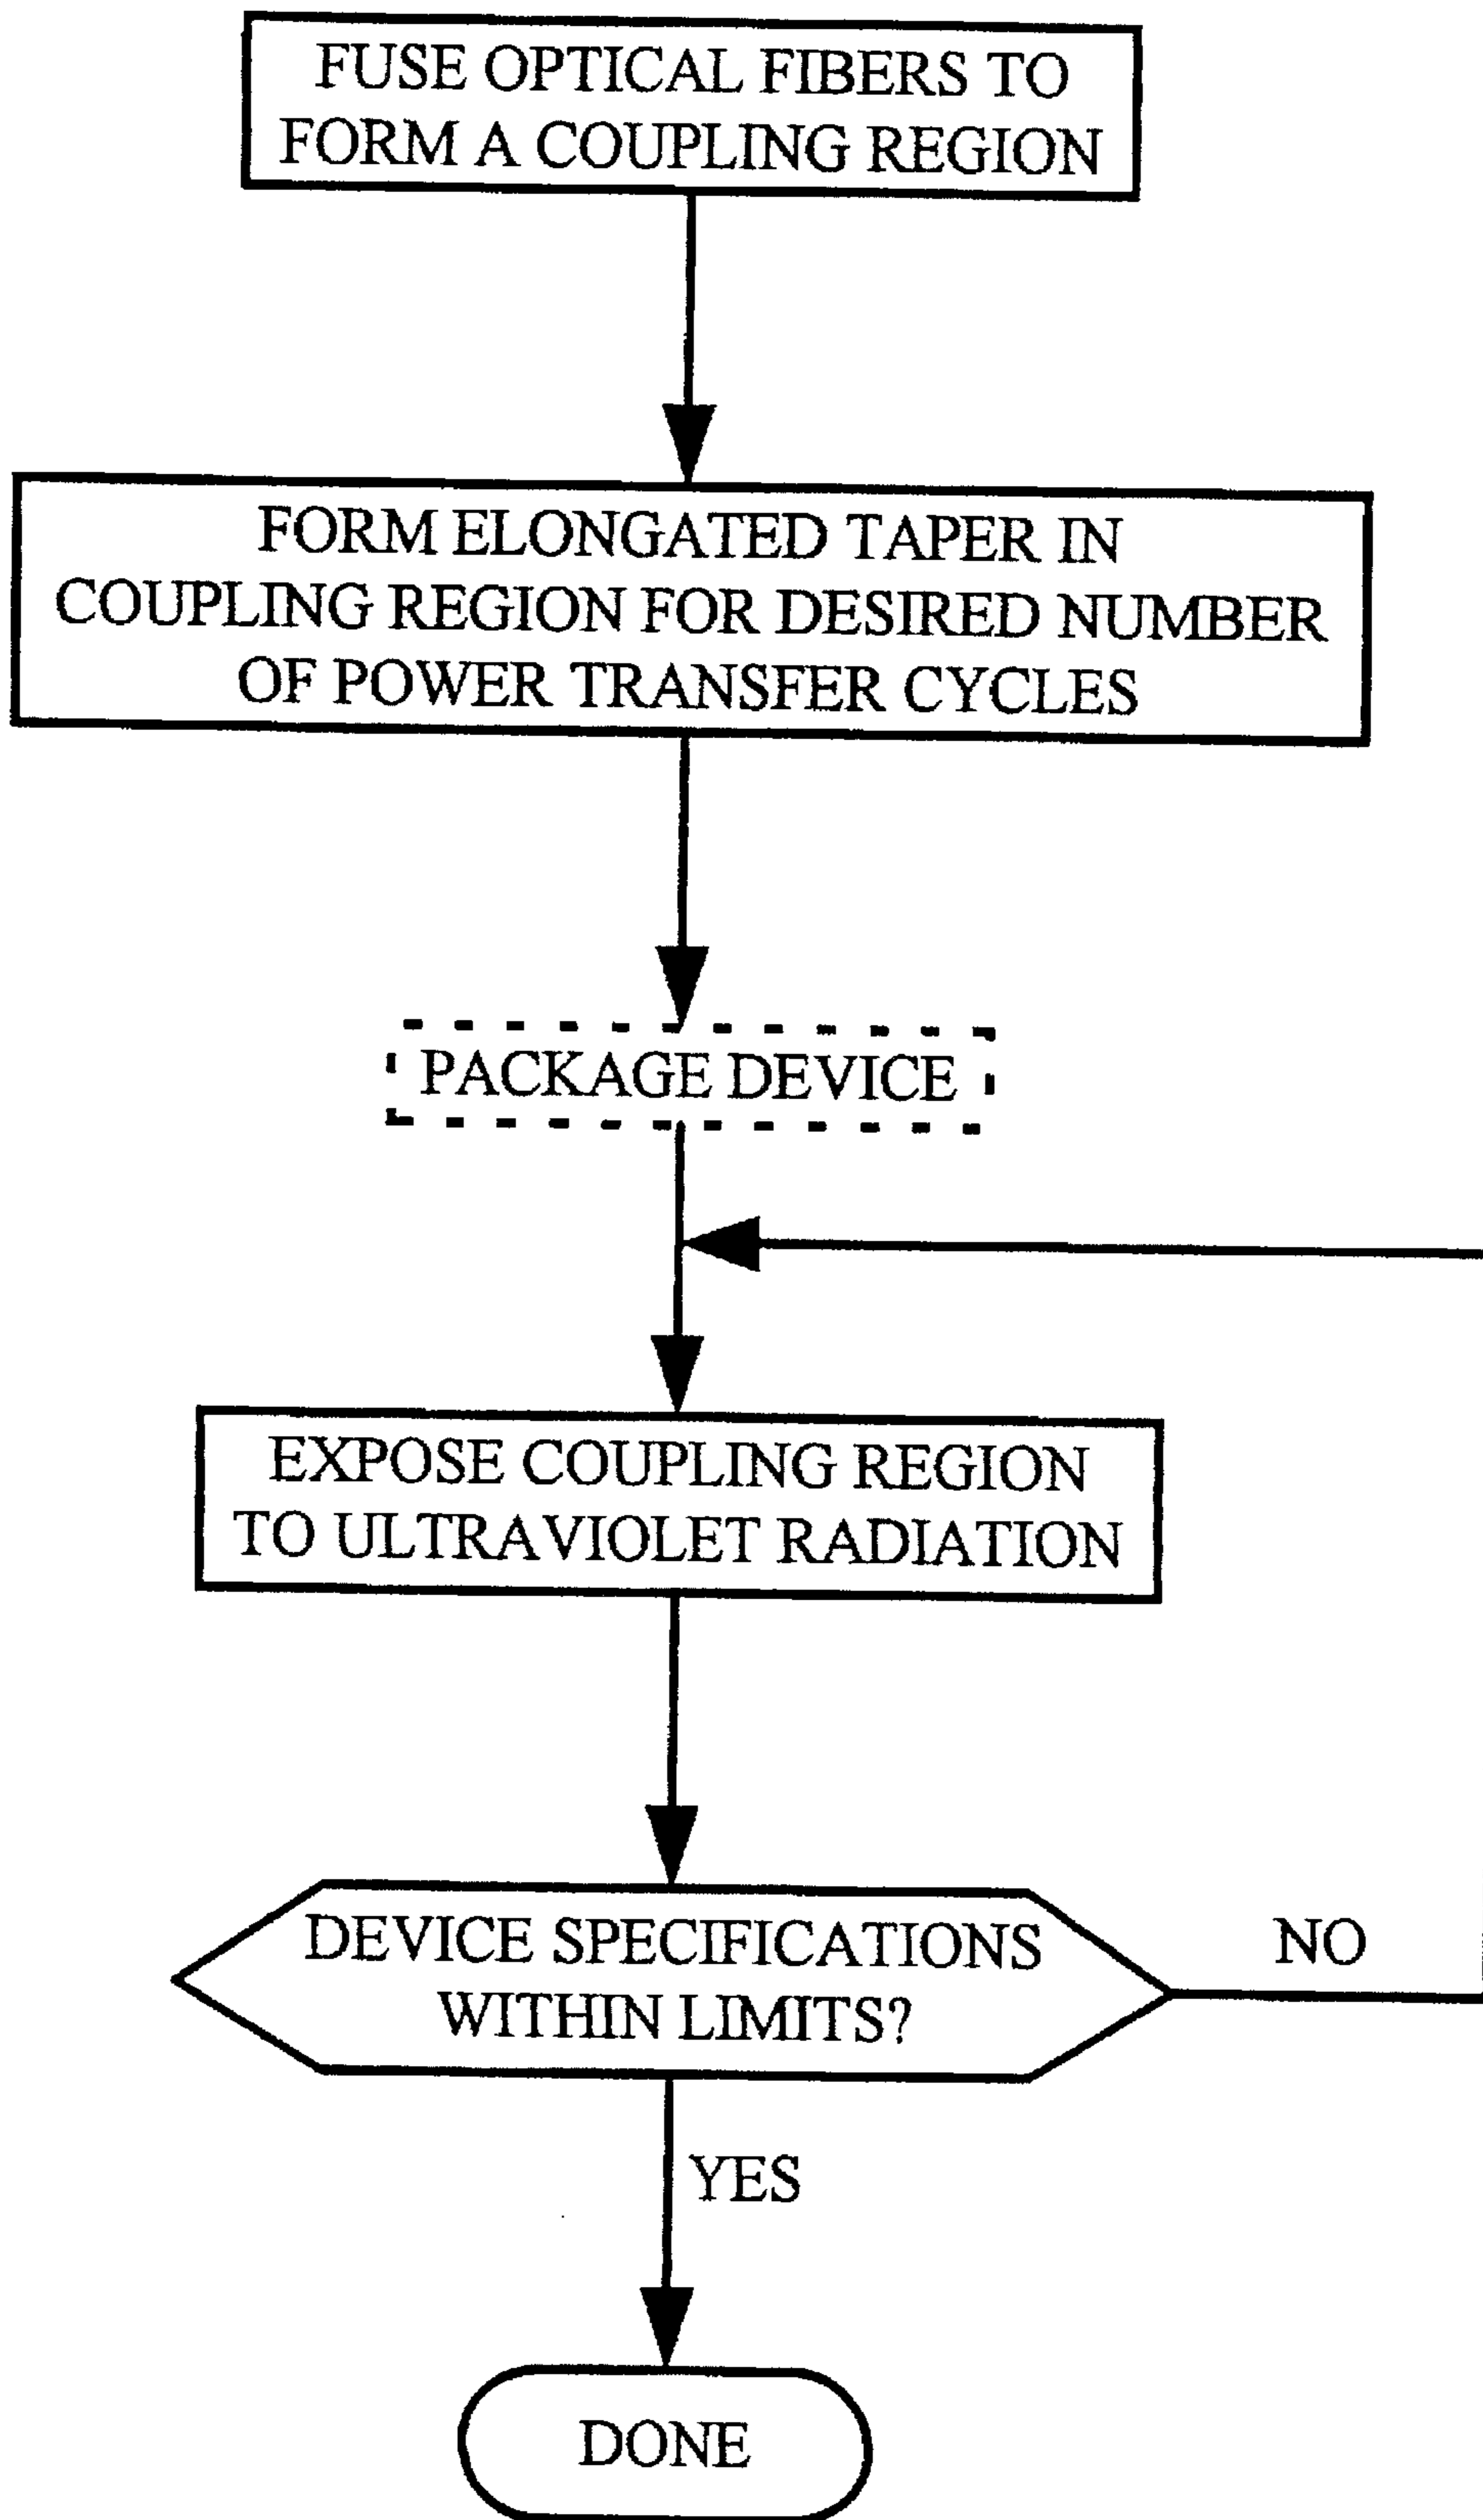 FUSE OPTICAL FIBERS TO
FORM A COUPLING REGION
FORM ELONGATED TAPER IN
COUPLING REGION FOR DESIRED NUMBER
OF POWER TRANSFER CYCLES
PACKAGE DEVICE
EXPOSE COUPLING REGION
TO ULTRAVIOLET RADIATION
DEVICE SPECIFICATIONS
WITHIN LIMITS?
NO
YES
DONE